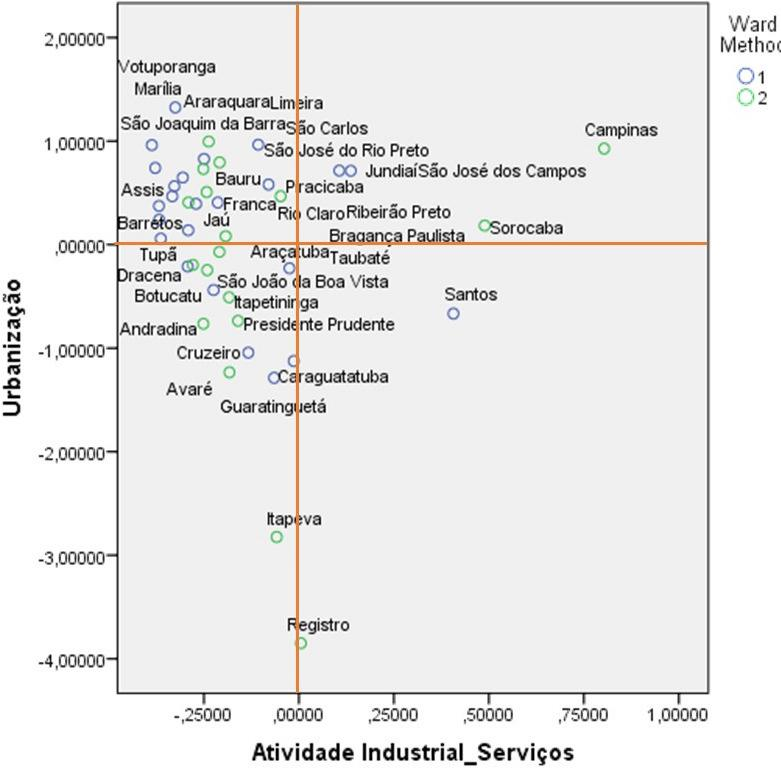 Ward
Methoc
1
2
2,00000
1,00000
,00000
-1,00000
-2,00000
-3,00000
-4,00000
Urbanização
Votuporanga
Marília
Araraquara Limeira
São Joaquim da Barra São Carlos
Campinas
São José do Rio Preto
Jundiaí São José dos Campos
Bauru
Assis
Piracicaba
Franca
Rio Claro Ribeirão Preto
Barretos
Jaú
Sorocaba
Bragança Paulista
Tupã
Araçatuba
Taubaté
Dracena
São João da Boa Vista
Botucatu
Itapetininga
Santos
Andradina
Presidente Prudente
Cruzeiro
Caraguatatuba
Avaré
Guaratinguetá
Itapeva
Registro
-,25000
,00000
,25000
,50000
,75000
1,00000
Atividade Industrial_Serviços